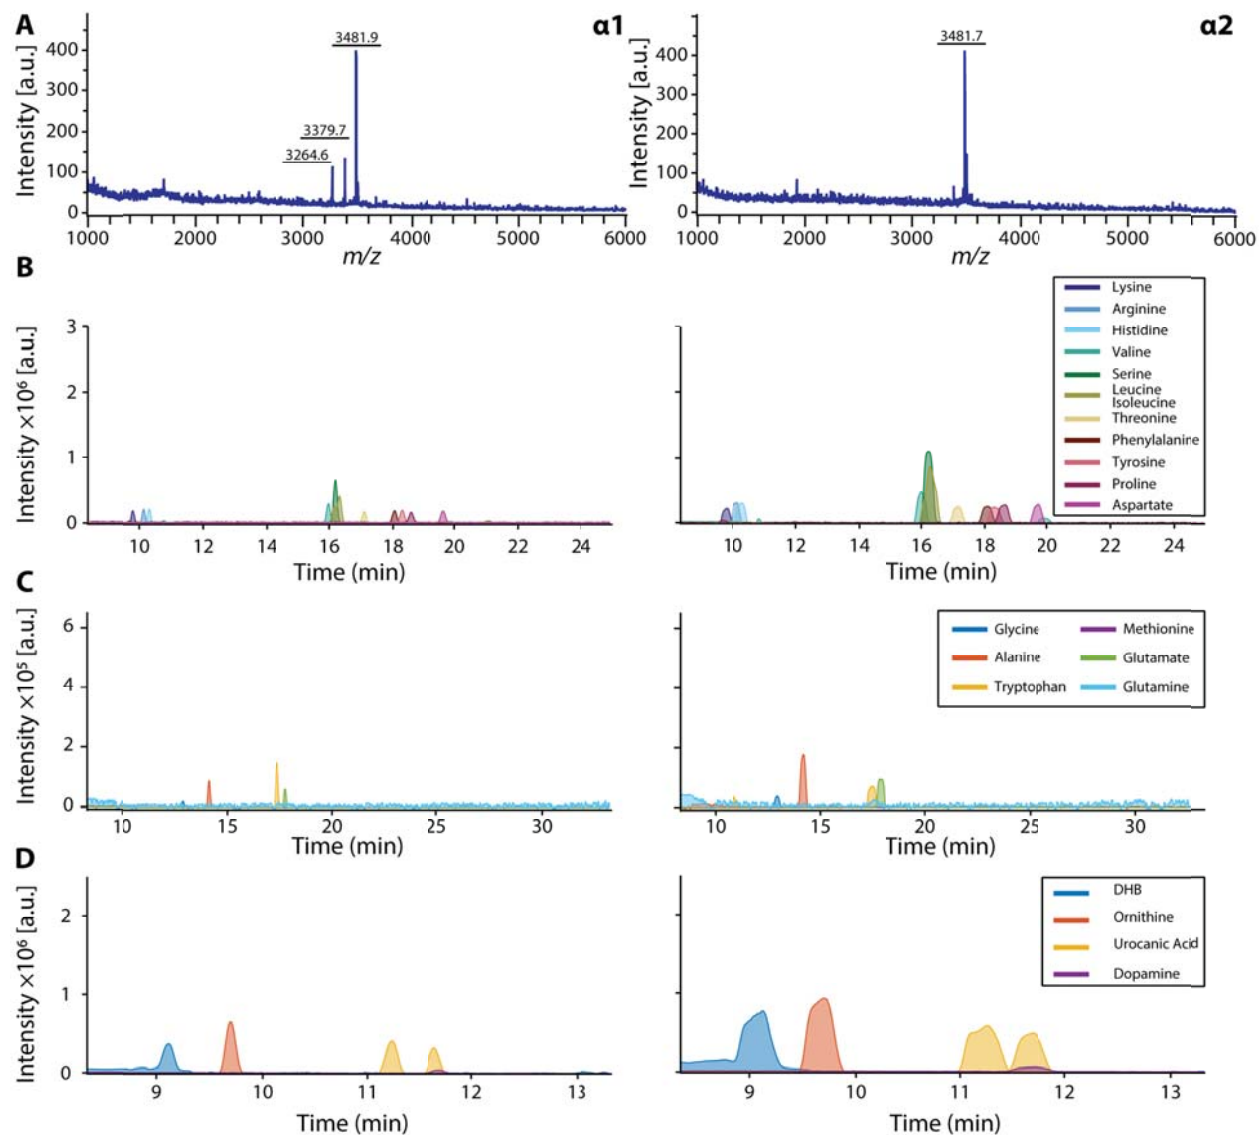 A
α1
α2
3481.9
3379.7
3264.6
Intensity [a.u.]
400
300
200
100
0
1000 2000 3000 4000 5000 6000
m/z
3481.7
Intensity [a.u.]
400
300
200
100
0
1000 2000 3000 4000 5000 6000
m/z
B
Intensity ×10⁶ [a.u.]
3
2
1
0
10 12 14 16 18 20 22 24
Time (min)
10 12 14 16 18 20 22 24
Time (min)
Lysine
Arginine
Histidine
Valine
Serine
Leucine
Isoleucine
Threonine
Phenylalanine
Tyrosine
Proline
Aspartate
C
Intensity ×10⁵ [a.u.]
6
4
2
0
10 15 20 25 30
Time (min)
10 15 20 25 30
Time (min)
Glycine Methionine
Alanine Glutamate
Tryptophan Glutamine
D
Intensity ×10⁶ [a.u.]
2
1
0
9 10 11 12 13
Time (min)
9 10 11 12 13
Time (min)
DHB
Ornithine
Urocanic Acid
Dopamine